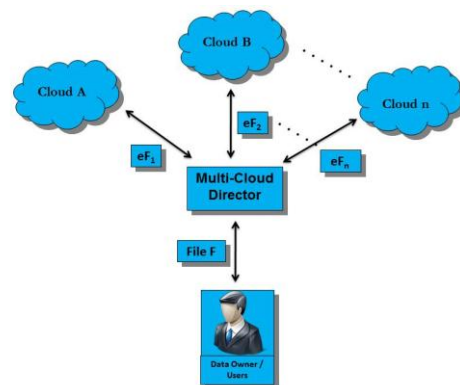 Cloud B
Cloud A
Cloud n
eF₂
eF₁
eFₙ
Multi-Cloud
Director
File F
Data Owner /
Users